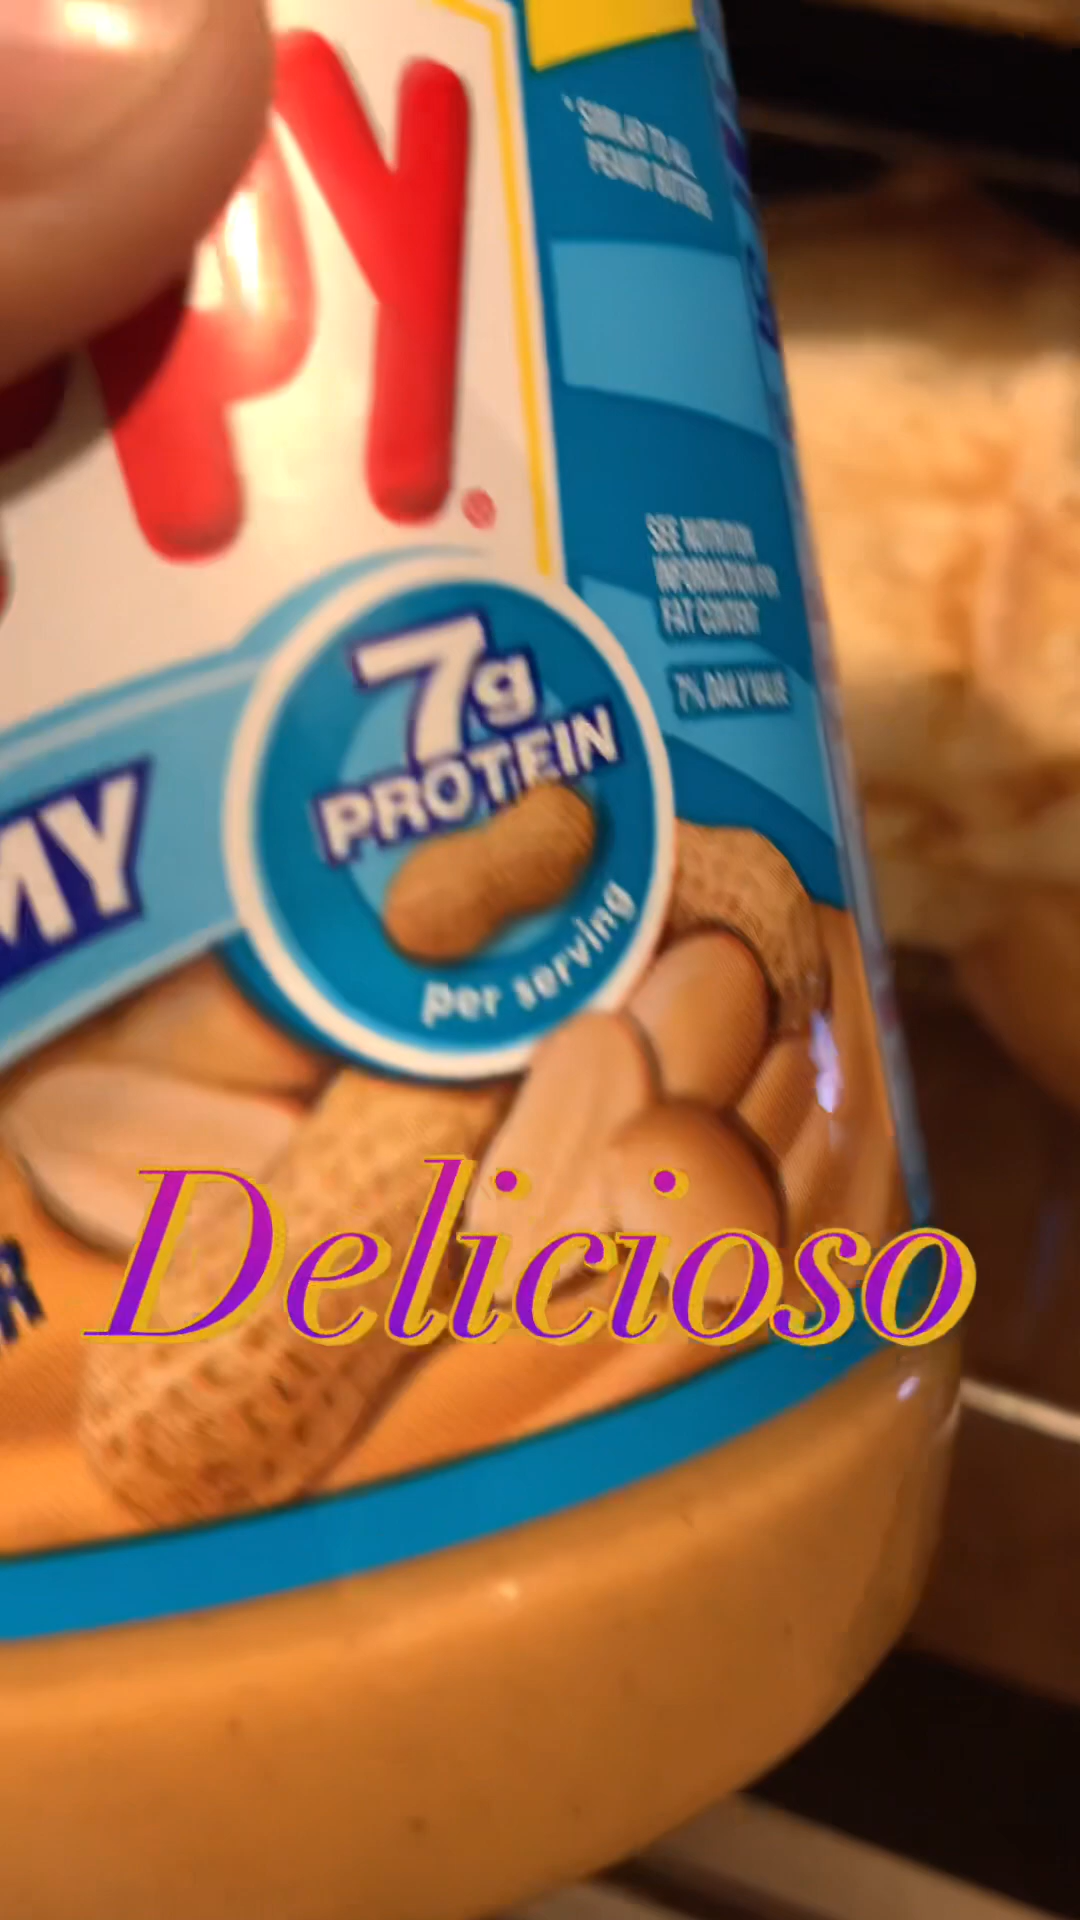 PPY
®
* SIMILAR TO ALL
PEANUT BUTTERS
SEE NUTRITION
INFORMATION FOR
FAT CONTENT
7% DAILY VALUE
7g
PROTEIN
per serving
MY
R
Delicioso